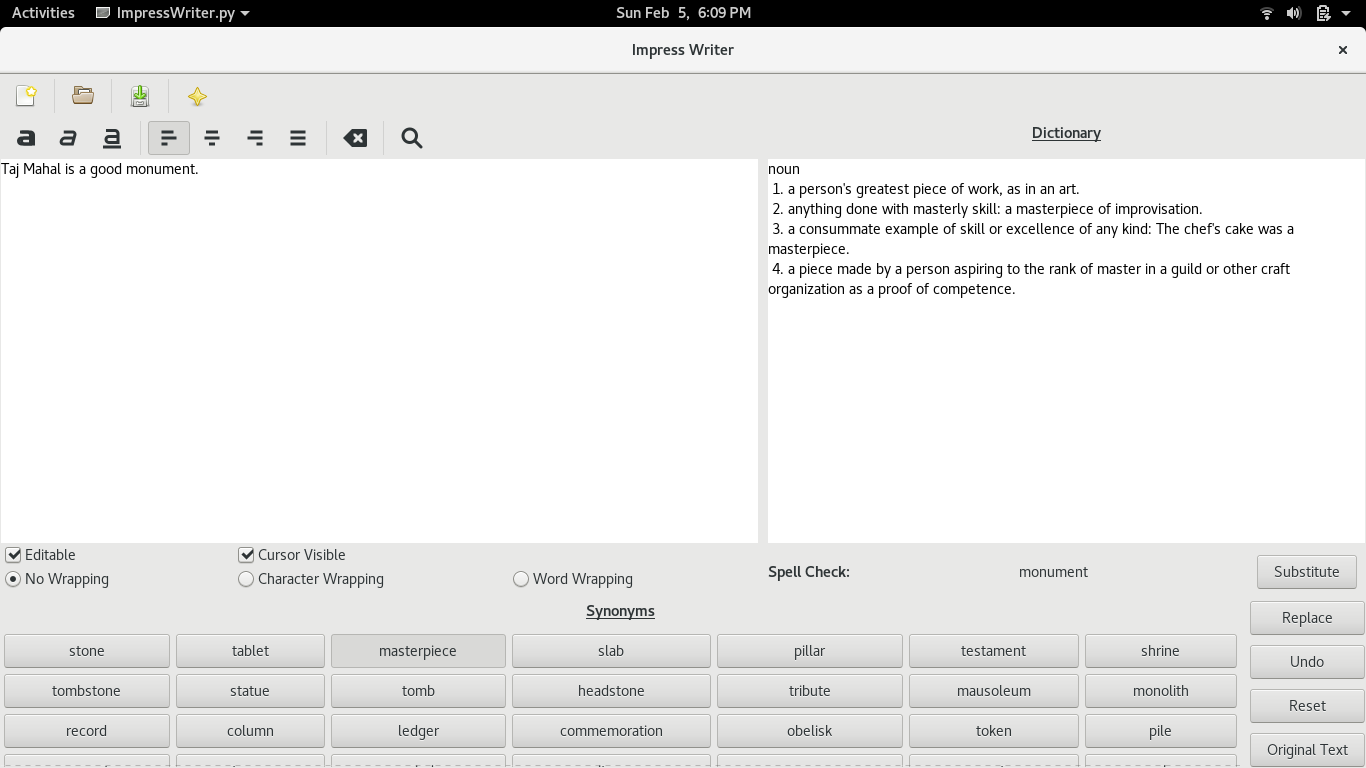 Activities ImpressWriter.py Sun Feb 5, 6:09 PM
Impress Writer
a a a Dictionary
Taj Mahal is a good monument.
noun
1. a person's greatest piece of work, as in an art.
2. anything done with masterly skill: a masterpiece of improvisation.
3. a consummate example of skill or excellence of any kind: The chef's cake was a
masterpiece.
4. a piece made by a person aspiring to the rank of master in a guild or other craft
organization as a proof of competence.
Editable Cursor Visible
No Wrapping Character Wrapping Word Wrapping
Spell Check: monument Substitute
Synonyms Replace
stone tablet masterpiece slab pillar testament shrine
Undo
tombstone statue tomb headstone tribute mausoleum monolith
Reset
record column ledger commemoration obelisk token pile
Original Text